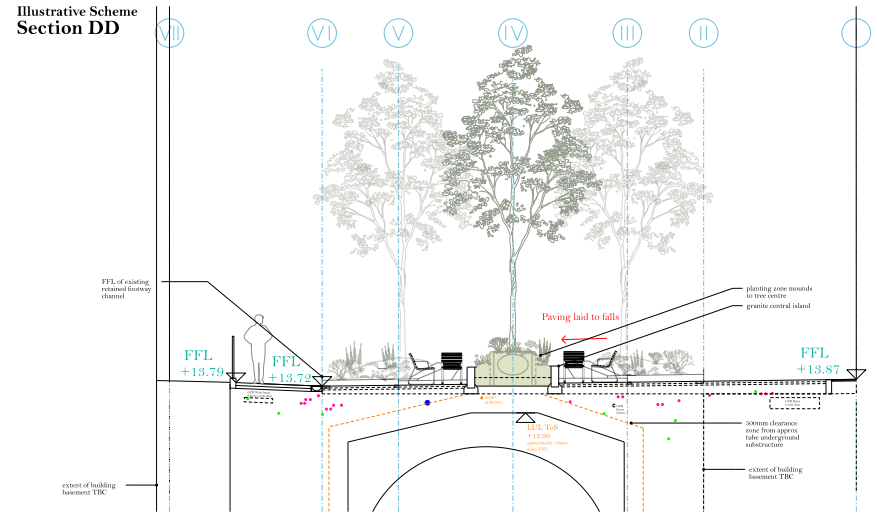 Illustrative Scheme
Section DD
VII
VI
V
IV
III
II
FFL of existing
retained footway
channel
planting zone mounds
to tree centre
granite central island
Paving laid to falls
FFL
+13.79
FFL
+13.72
FFL
+13.87
LUL ToS
+12.99
500mm clearance
zone from approx
tube underground
substructure
extent of building
basement TBC
extent of building
basement TBC